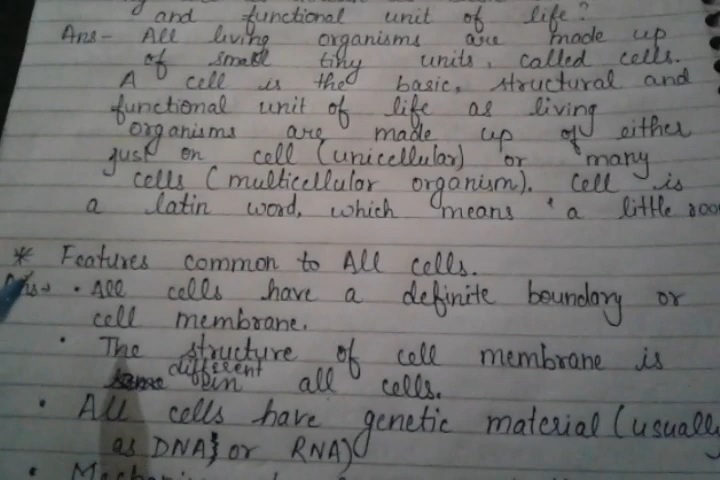 and functional unit of life?
Ans- All living organisms are made up
of small tiny units, called cells.
A cell is the basic, structural and
functional unit of life as living
organisms are made up of either
just on cell (unicellular) or many
cells (multicellular organism). Cell is
a latin word, which means 'a little roo
* Features common to All cells.
Ans→ • All cells have a definite boundary or
cell membrane.
• The structure of cell membrane is
different
same in all cells.
• All cells have genetic material (usually
as DNA; or RNA)